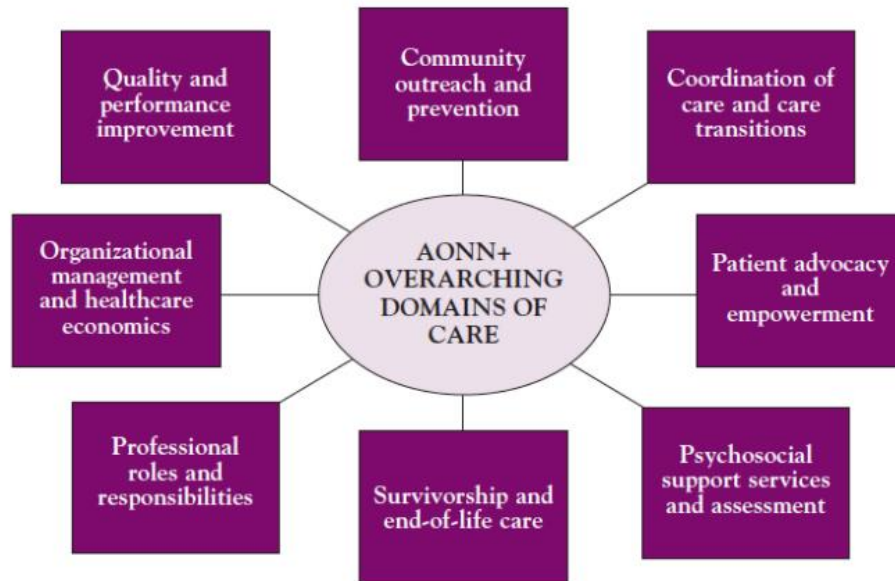 Quality and
performance
improvement
Community
outreach and
prevention
Coordination of
care and care
transitions
Organizational
management
and healthcare
economics
AONN+
OVERARCHING
DOMAINS OF
CARE
Patient advocacy
and
empowerment
Professional
roles and
responsibilities
Survivorship and
end-of-life care
Psychosocial
support services
and assessment